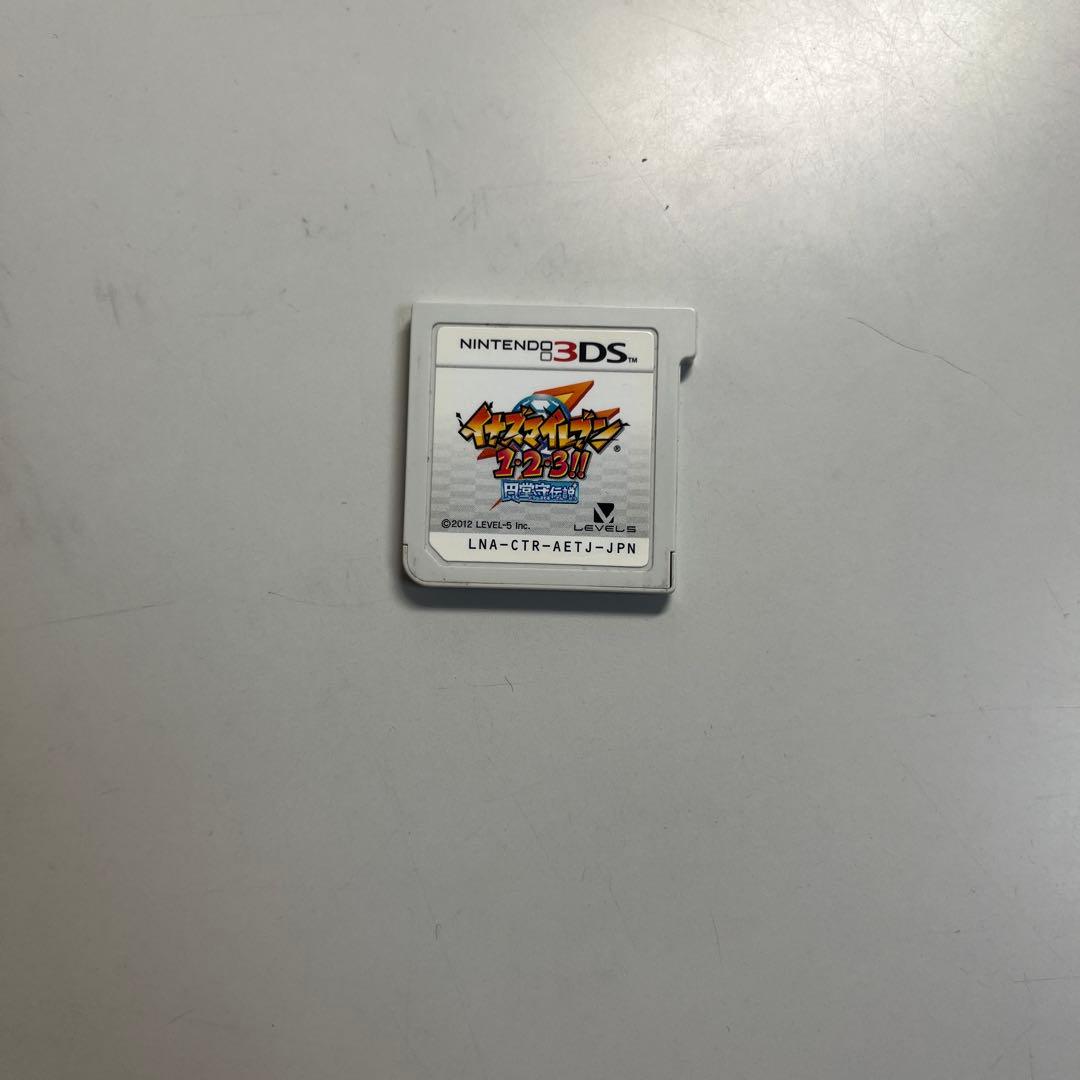 NINTENDO 3DS™
イナズマイレブン®
1・2・3!!
円堂守伝説
©2012 LEVEL-5 Inc.
LEVEL5
LNA-CTR-AETJ-JPN